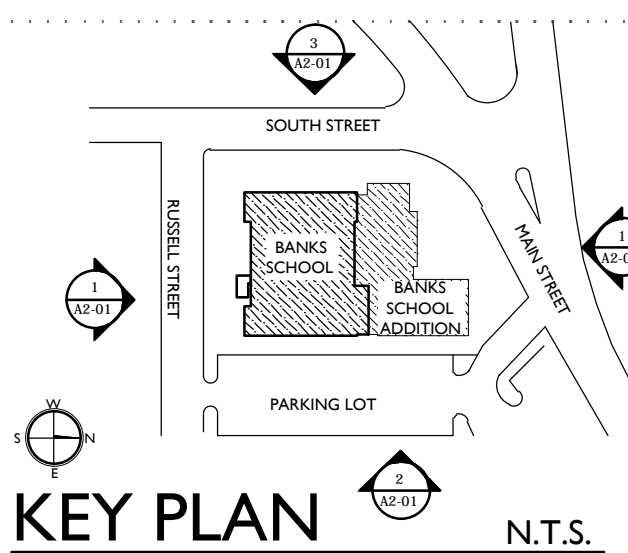 3
A2-01
SOUTH STREET
RUSSELL STREET
BANKS
SCHOOL
MAIN STREET
1
BANKS
SCHOOL
ADDITION
1
A2-01
PARKING LOT
W
S N
E
2
A2-01
KEY PLAN
N.T.S.